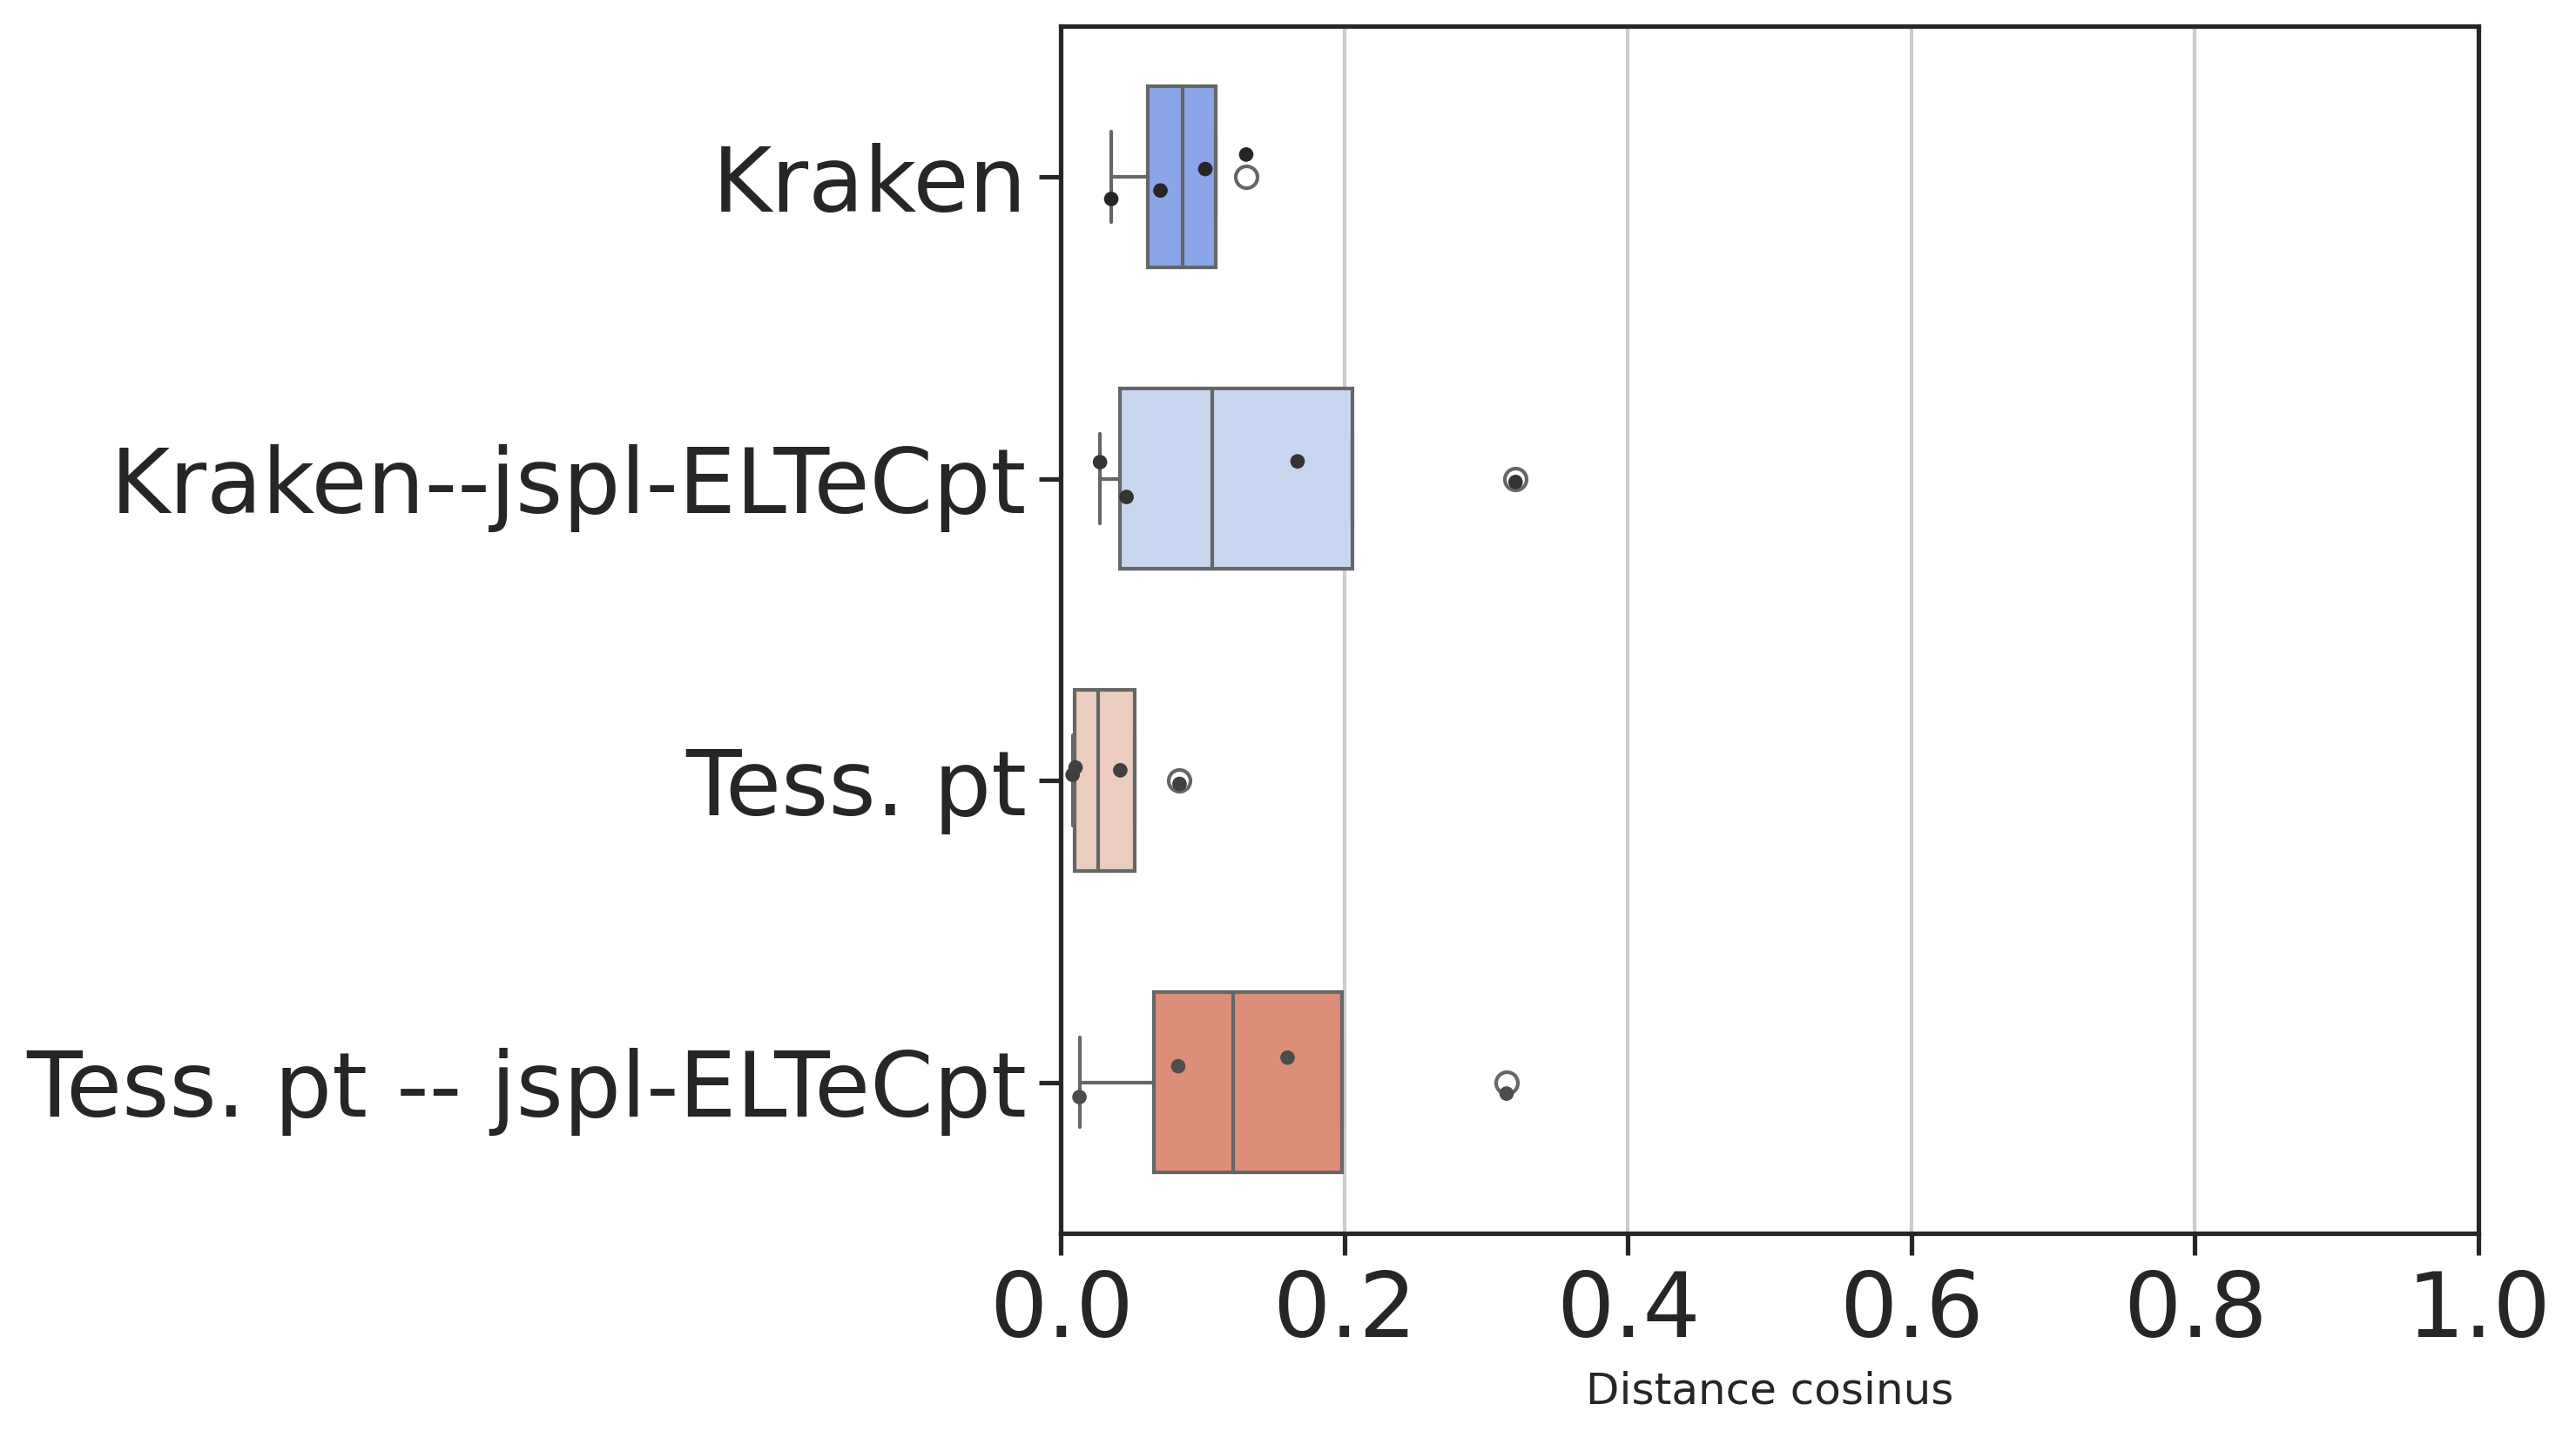 Kraken
Kraken--jspl-ELTeCpt
Tess. pt
Tess. pt -- jspl-ELTeCpt
0.0 0.2 0.4 0.6 0.8 1.0
Distance cosinus